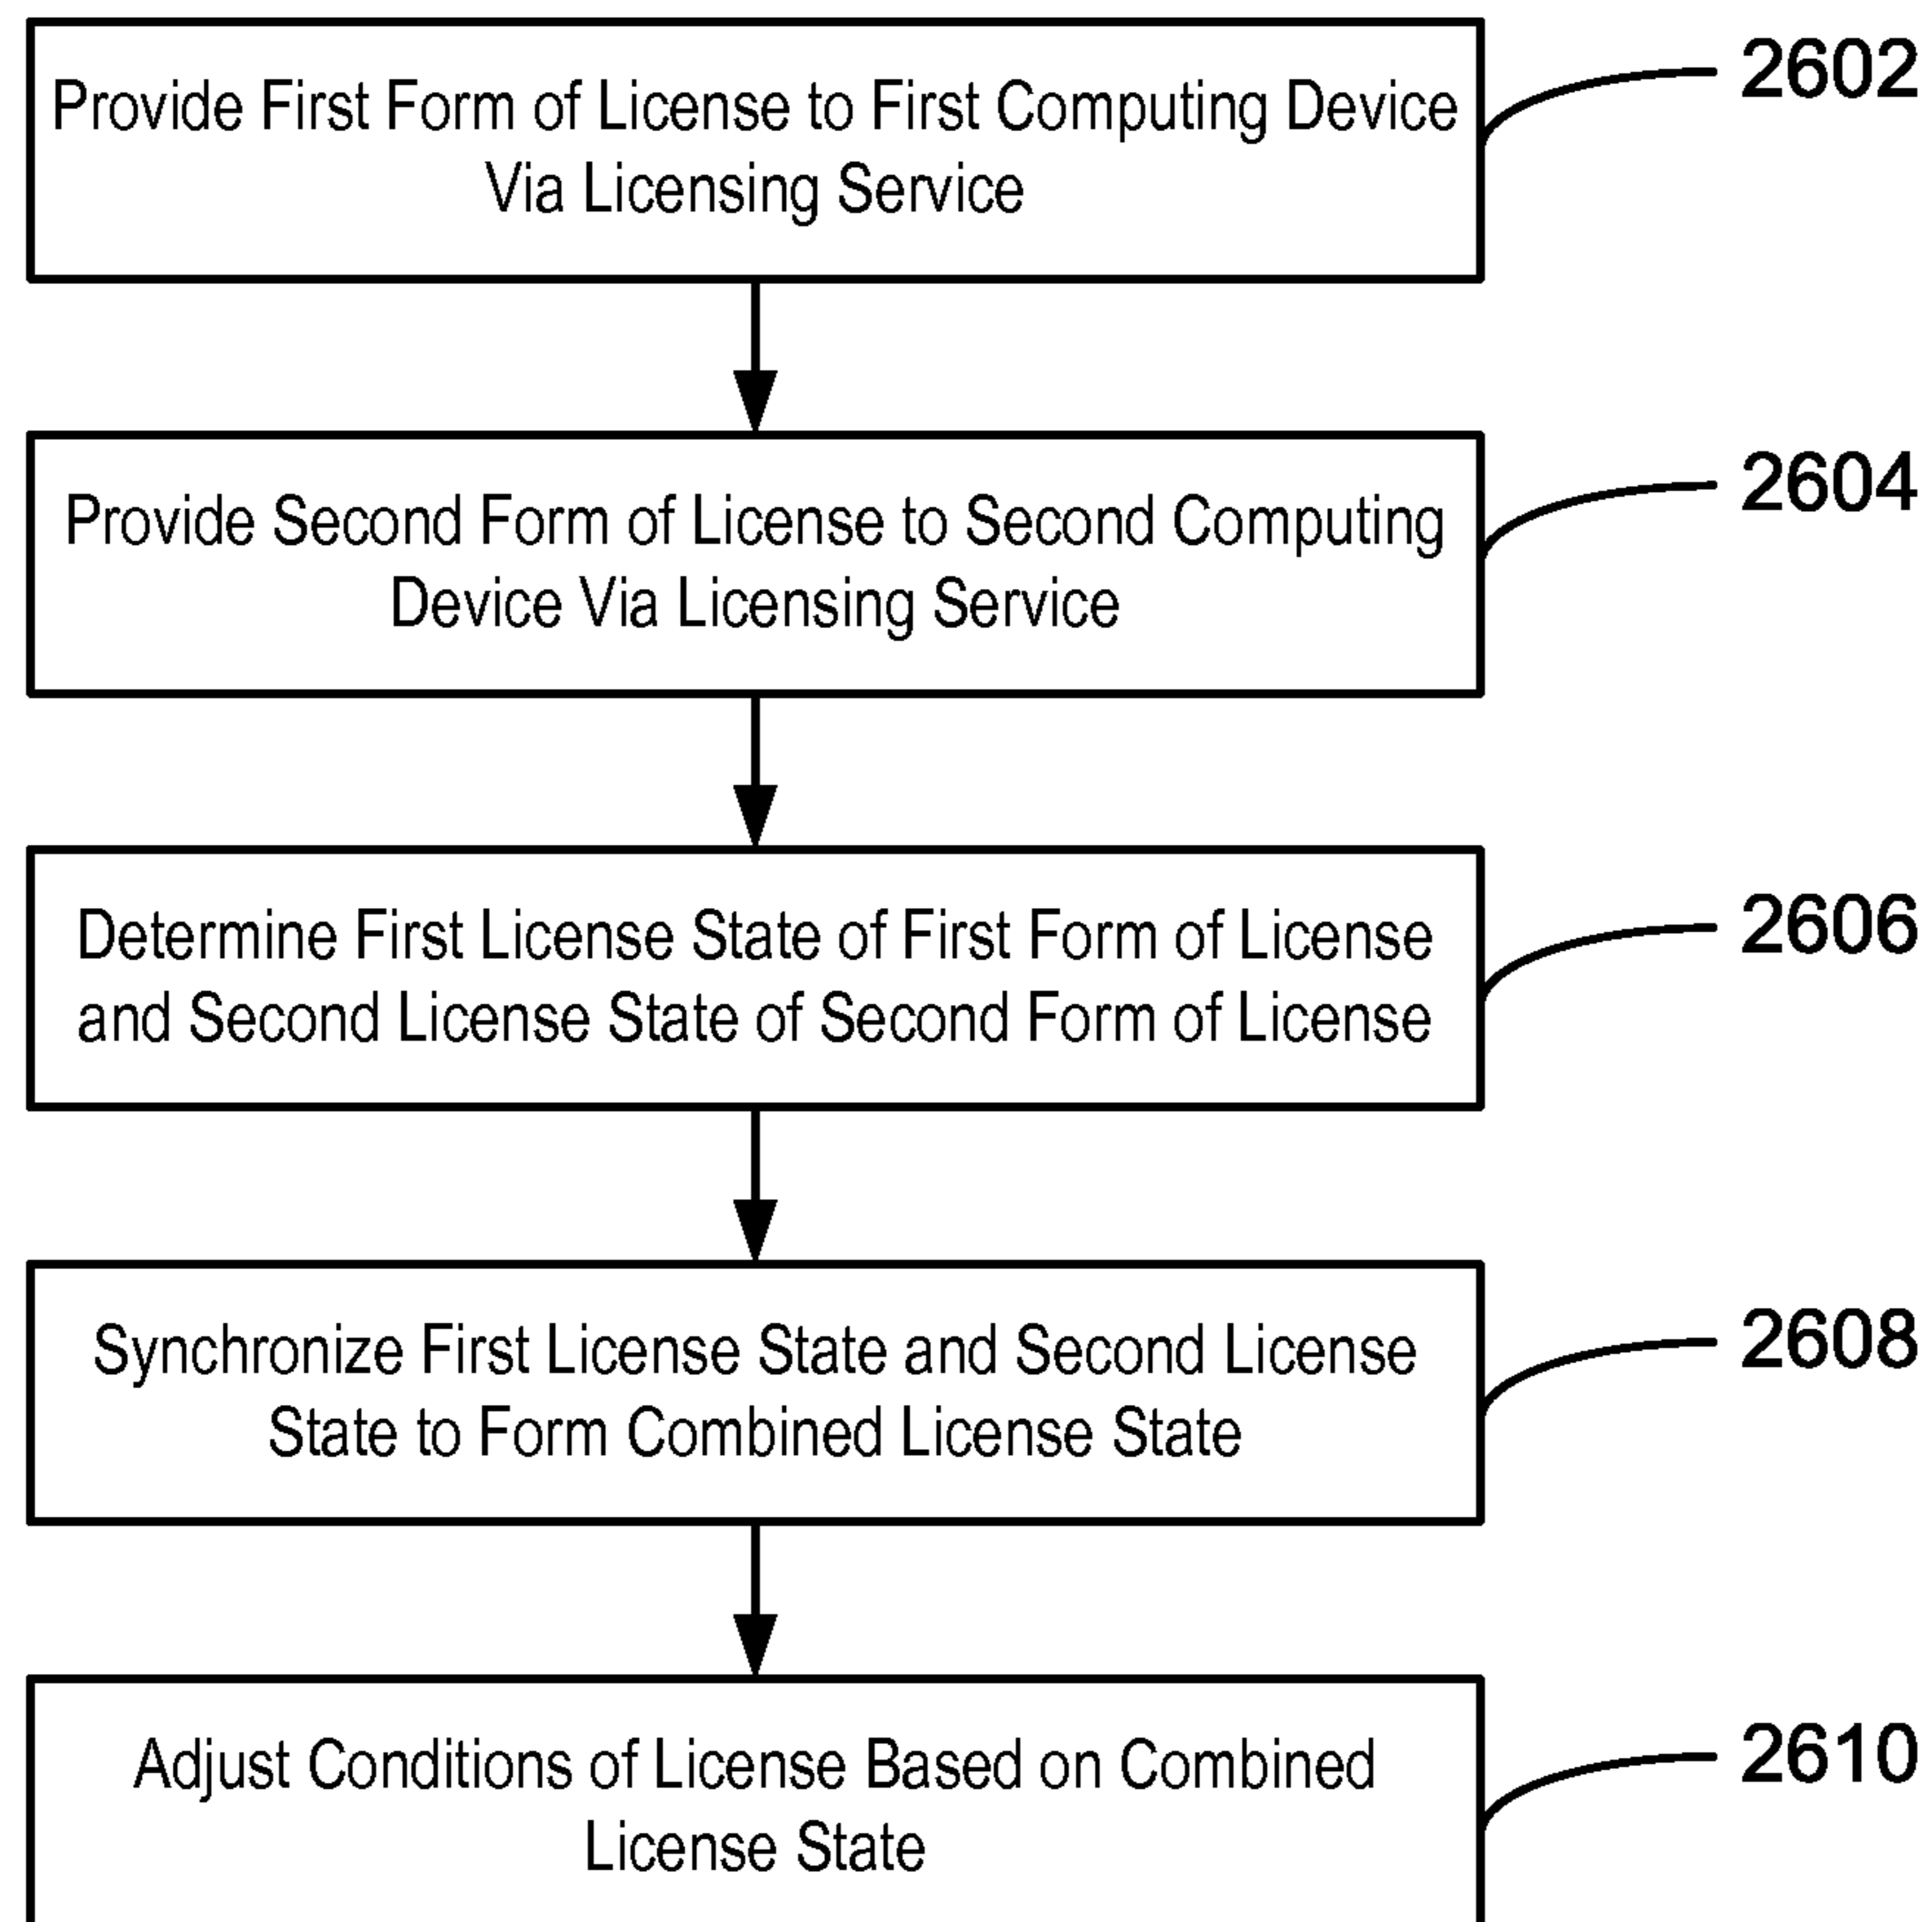 Provide First Form of License to First Computing Device
Via Licensing Service
2602
Provide Second Form of License to Second Computing
Device Via Licensing Service
2604
Determine First License State of First Form of License
and Second License State of Second Form of License
2606
Synchronize First License State and Second License
State to Form Combined License State
2608
Adjust Conditions of License Based on Combined
License State
2610